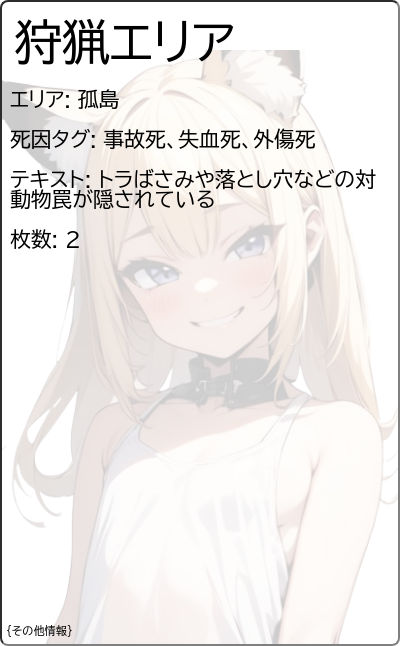 狩猟エリア
エリア: 孤島
死因タグ: 事故死、失血死、外傷死
テキスト: トラばさみや落とし穴などの対
動物罠が隠されている
枚数: 2
{その他情報}